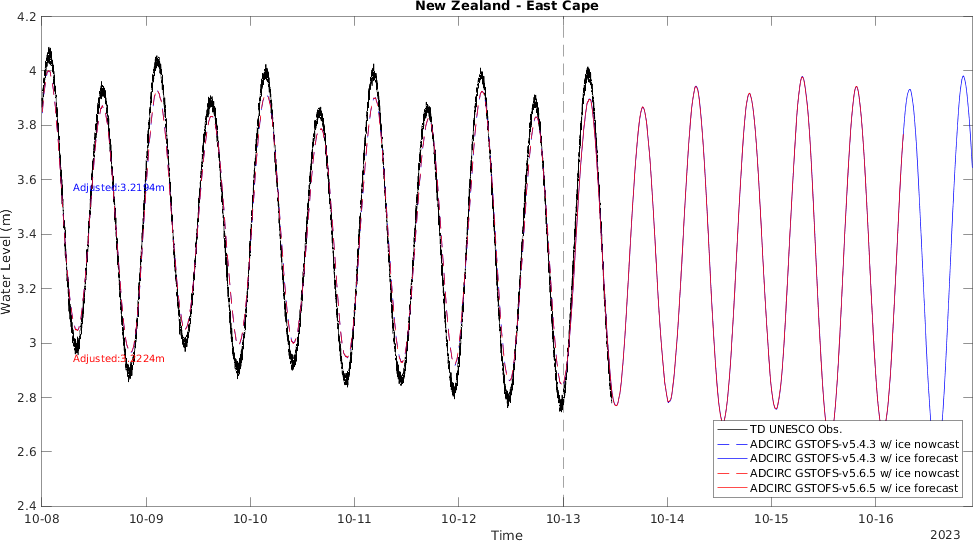 New Zealand - East Cape
4.2
4
3.8
3.6
3.4
3.2
3
2.8
2.6
2.4
Water Level (m)
Adjusted:3.2194m
Adjusted:3.2224m
TD UNESCO Obs.
ADCIRC GSTOFS-v5.4.3 w/ ice nowcast
ADCIRC GSTOFS-v5.4.3 w/ ice forecast
ADCIRC GSTOFS-v5.6.5 w/ ice nowcast
ADCIRC GSTOFS-v5.6.5 w/ ice forecast
10-08
10-09
10-10
10-11
10-12
10-13
10-14
10-15
10-16
Time
2023